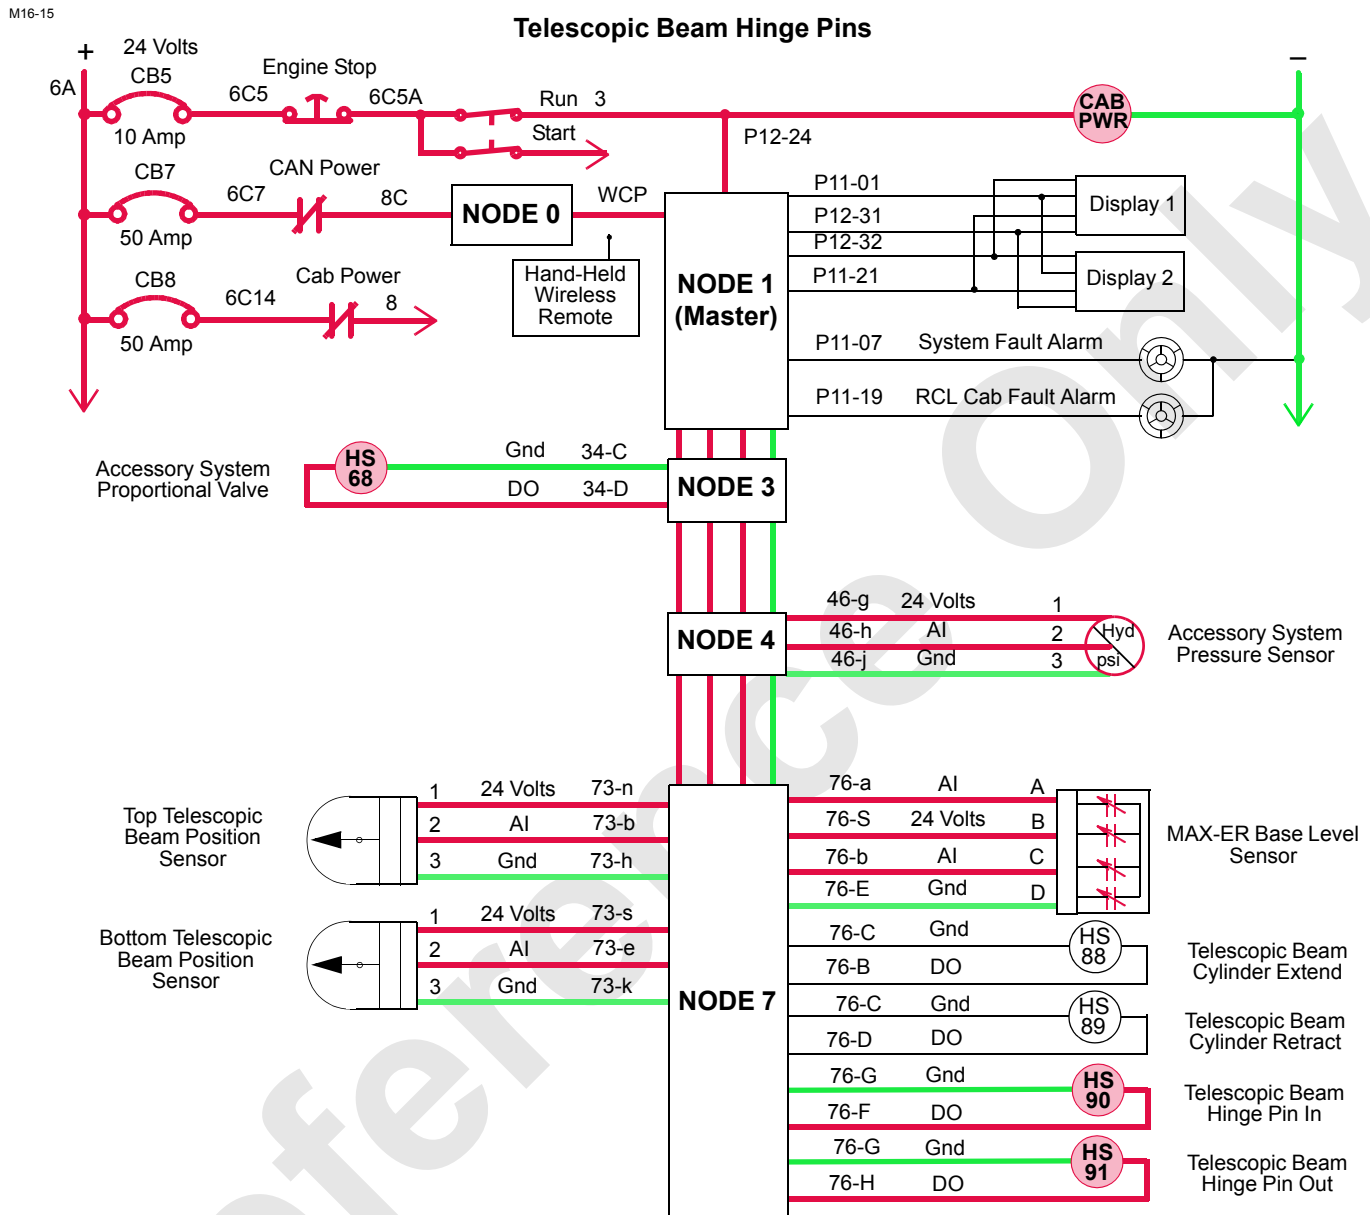 M16-15
Telescopic Beam Hinge Pins
+
24 Volts
−
6A
CB5
6C5
Engine Stop
6C5A
Run 3
CAB
PWR
10 Amp
Start
P12-24
CB7
6C7
CAN Power
8C
NODE 0
WCP
50 Amp
P11-01
P12-31
P12-32
P11-21
Display 1
Display 2
Hand-Held
Wireless
Remote
NODE 1
(Master)
CB8
6C14
Cab Power
8
50 Amp
P11-07 System Fault Alarm
P11-19 RCL Cab Fault Alarm
Accessory System
Proportional Valve
HS
68
Gnd 34-C
DO 34-D
NODE 3
NODE 4
46-g 24 Volts 1
46-h AI 2
46-j Gnd 3
Hyd
psi
Accessory System
Pressure Sensor
Top Telescopic
Beam Position
Sensor
1 24 Volts 73-n
2 AI 73-b
3 Gnd 73-h
Bottom Telescopic
Beam Position
Sensor
1 24 Volts 73-s
2 AI 73-e
3 Gnd 73-k
NODE 7
76-a AI A
76-S 24 Volts B
76-b AI C
76-E Gnd D
MAX-ER Base Level
Sensor
76-C Gnd
76-B DO
HS
88
Telescopic Beam
Cylinder Extend
76-C Gnd
76-D DO
HS
89
Telescopic Beam
Cylinder Retract
76-G Gnd
76-F DO
HS
90
Telescopic Beam
Hinge Pin In
76-G Gnd
76-H DO
HS
91
Telescopic Beam
Hinge Pin Out
ference Only